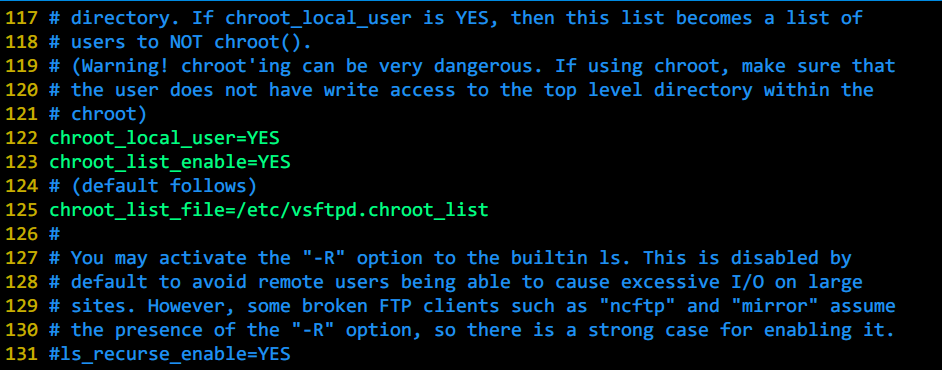 117 # directory. If chroot_local_user is YES, then this list becomes a list of
118 # users to NOT chroot().
119 # (Warning! chroot'ing can be very dangerous. If using chroot, make sure that
120 # the user does not have write access to the top level directory within the
121 # chroot)
122 chroot_local_user=YES
123 chroot_list_enable=YES
124 # (default follows)
125 chroot_list_file=/etc/vsftpd.chroot_list
126 #
127 # You may activate the "-R" option to the builtin ls. This is disabled by
128 # default to avoid remote users being able to cause excessive I/O on large
129 # sites. However, some broken FTP clients such as "ncftp" and "mirror" assume
130 # the presence of the "-R" option, so there is a strong case for enabling it.
131 #ls_recurse_enable=YES